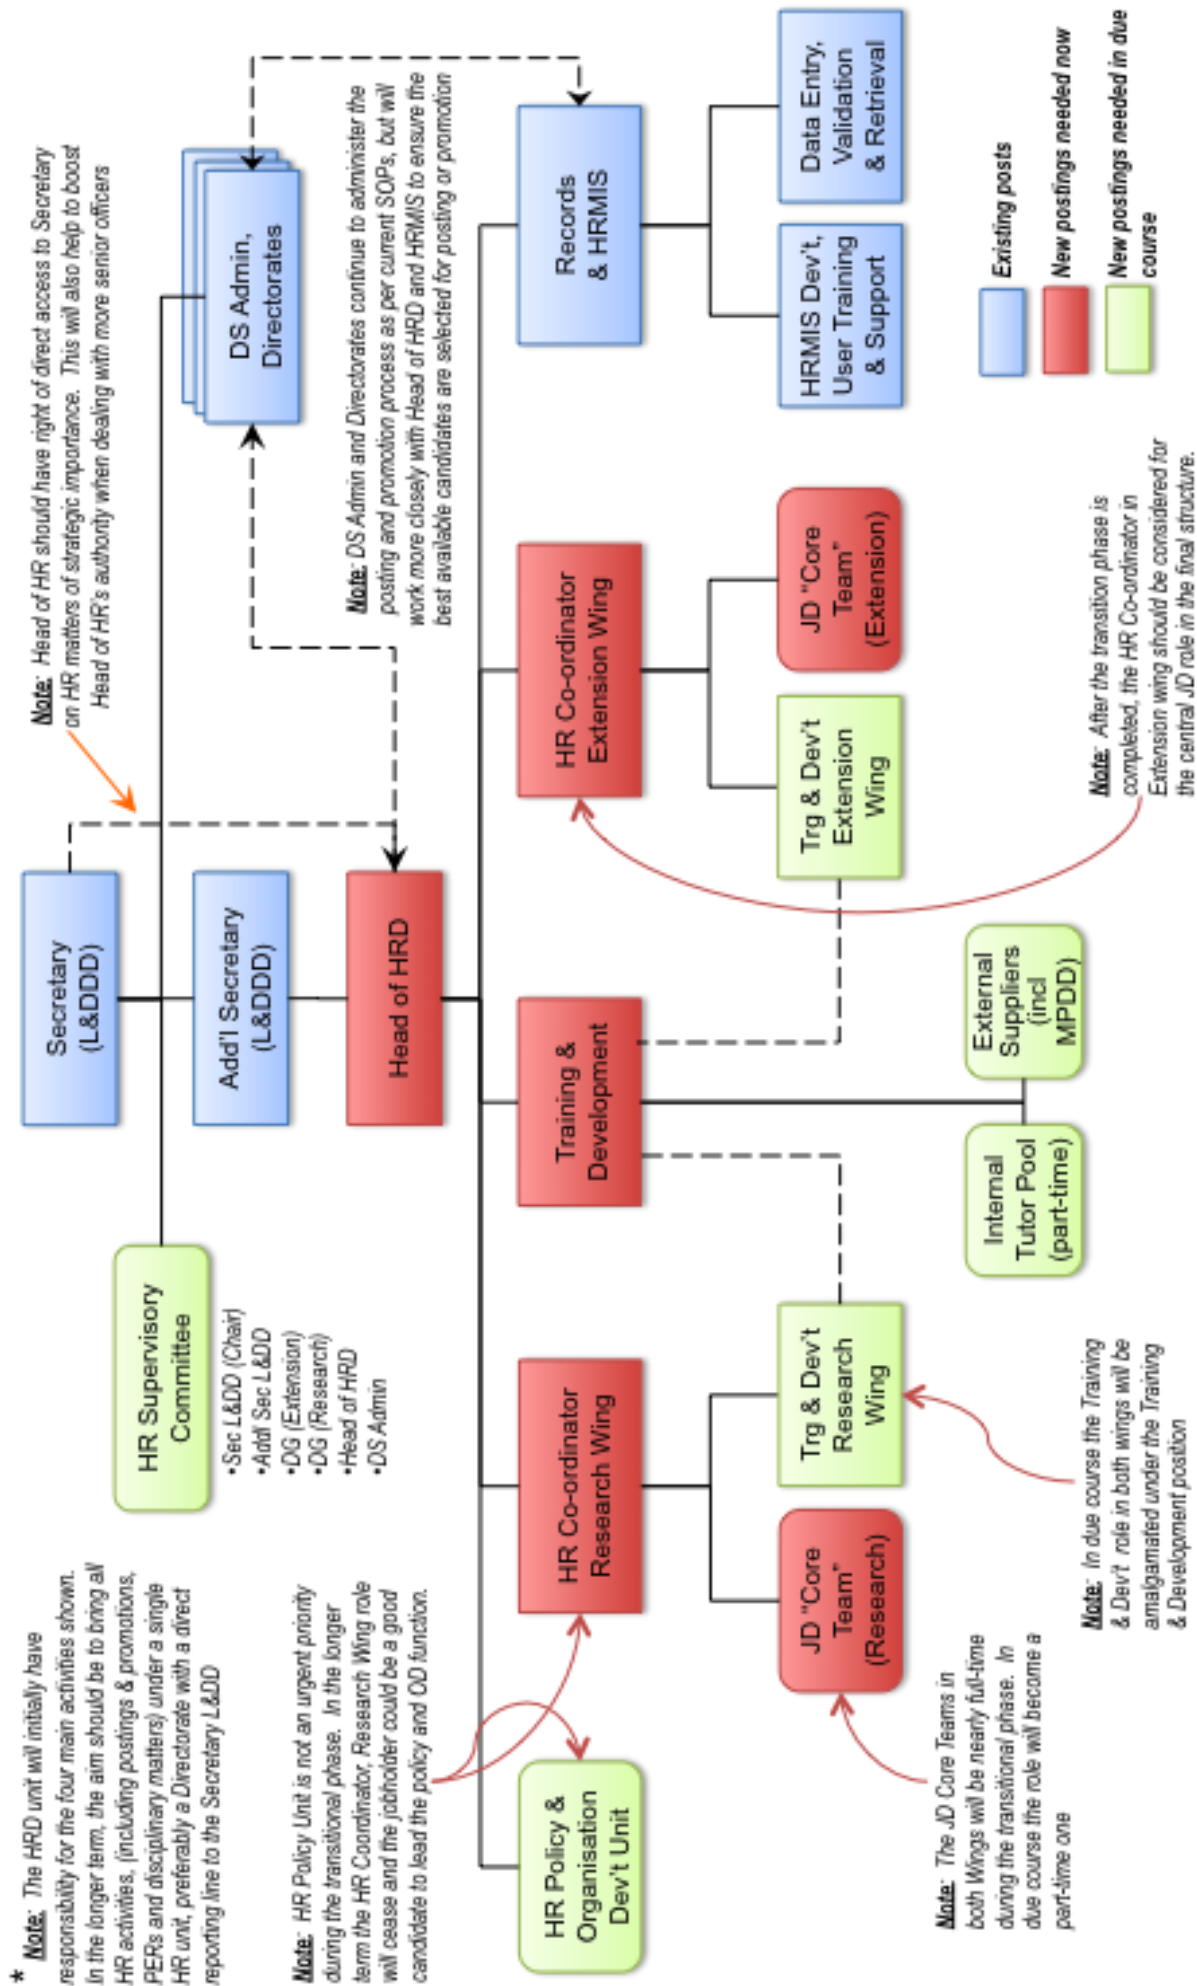 *
Note: The HRD unit will initially have
responsibility for the four main activities shown.
In the longer term, the aim should be to bring all
HR activities, (including postings & promotions,
PERs and disciplinary matters) under a single
HR unit, preferably a Directorate with a direct
reporting line to the Secretary L&DD
HR Supervisory
Committee
•Sec L&DD (Chair)
•Addl Sec L&DD
•DG (Extension)
•DG (Research)
•Head of HRD
•DS Admin
Secretary
(L&DDD)
Add'l Secretary
(L&DDD)
Head of HRD
Note: Head of HR should have right of direct access to Secretary
on HR matters of strategic importance. This will also help to boost
Head of HR's authority when dealing with more senior officers
DS Admin,
Directorates
Note: DS Admin and Directorates continue to administer the
posting and promotion process as per current SOPs, but will
work more closely with Head of HRD and HRMIS to ensure the
best available candidates are selected for posting or promotion
Note: HR Policy Unit is not an urgent priority
during the transitional phase. In the longer
term the HR Coordinator, Research Wing role
will cease and the jobholder could be a good
candidate to lead the policy and OD function.
HR Policy &
Organisation
Dev't Unit
HR Co-ordinator
Research Wing
Training &
Development
HR Co-ordinator
Extension Wing
Records
& HRMIS
JD "Core
Team"
(Research)
Trg & Dev't
Research
Wing
Trg & Dev't
Extension
Wing
JD "Core
Team"
(Extension)
HRMIS Dev't,
User Training
& Support
Data Entry,
Validation
& Retrieval
Internal
Tutor Pool
(part-time)
External
Suppliers
(incl
MPDD)
Note: The JD Core Teams in
both Wings will be nearly full-time
during the transitional phase. In
due course the role will become a
part-time one
Note: In due course the Training
& Dev't role in both wings will be
amalgamated under the Training
& Development position
Note: After the transition phase is
completed, the HR Co-ordinator in
Extension wing should be considered for
the central JD role in the final structure.
Existing posts
New postings needed now
New postings needed in due
course